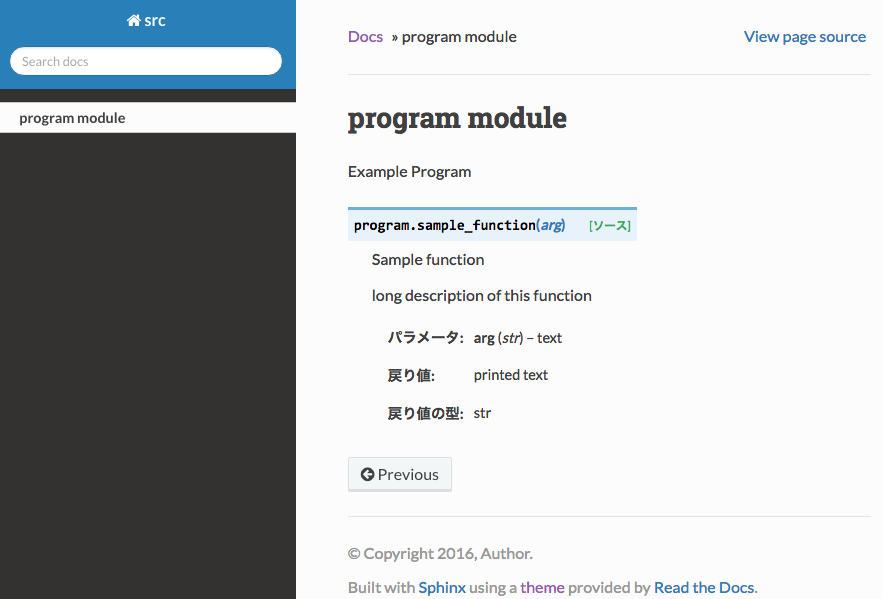 src
Search docs
program module
Docs » program module
View page source
program module
Example Program
program.sample_function(arg) [ソース]
Sample function
long description of this function
パラメータ: arg (str) – text
戻り値: printed text
戻り値の型: str
Previous
© Copyright 2016, Author.
Built with Sphinx using a theme provided by Read the Docs.